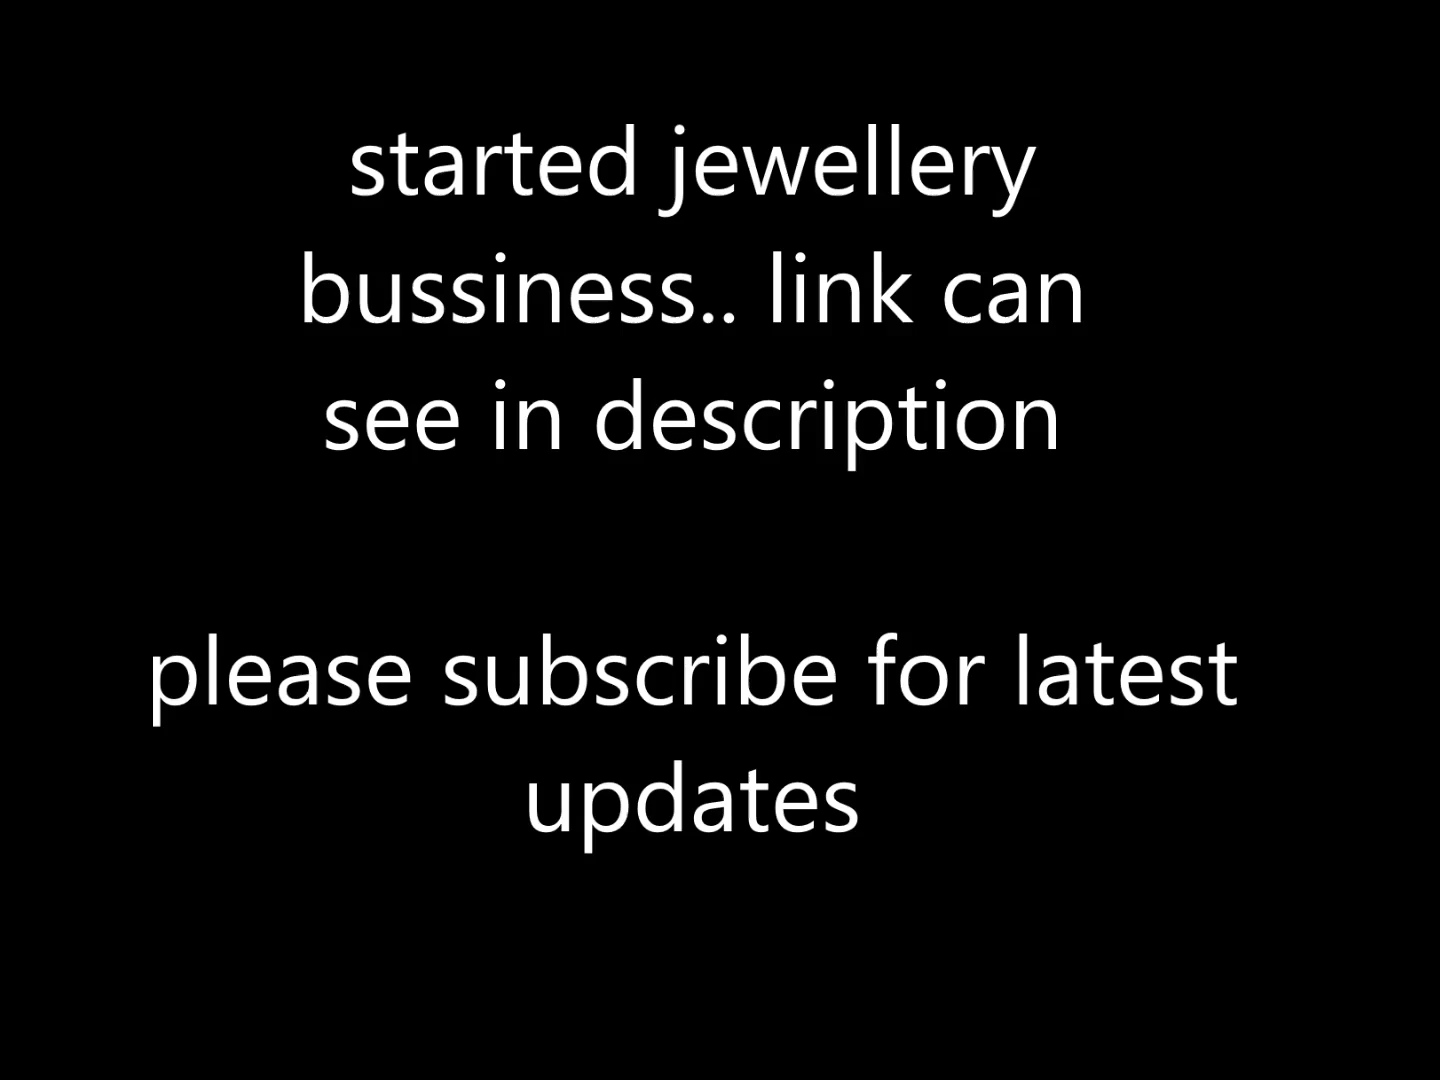 started jewellery
bussiness.. link can
see in description
please subscribe for latest
updates